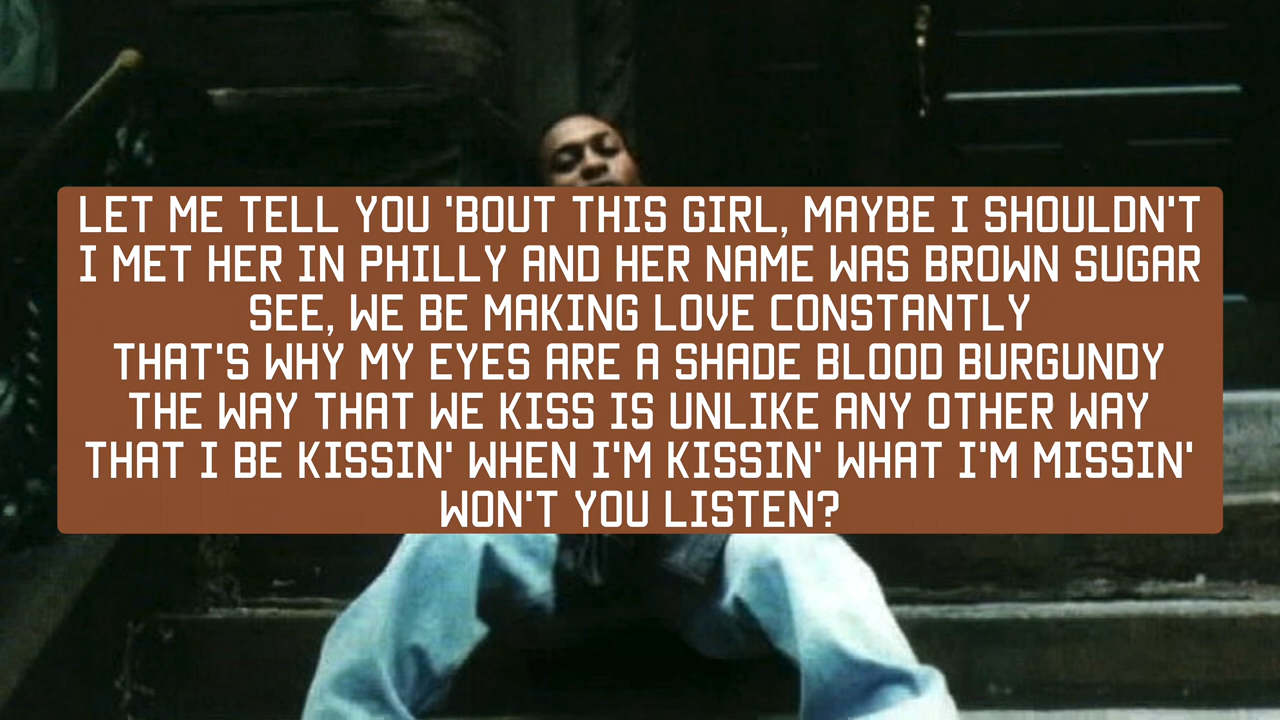 LET ME TELL YOU 'BOUT THIS GIRL, MAYBE I SHOULDN'T
I MET HER IN PHILLY AND HER NAME WAS BROWN SUGAR
SEE, WE BE MAKING LOVE CONSTANTLY
THAT'S WHY MY EYES ARE A SHADE BLOOD BURGUNDY
THE WAY THAT WE KISS IS UNLIKE ANY OTHER WAY
THAT I BE KISSIN' WHEN I'M KISSIN' WHAT I'M MISSIN'
WON'T YOU LISTEN?